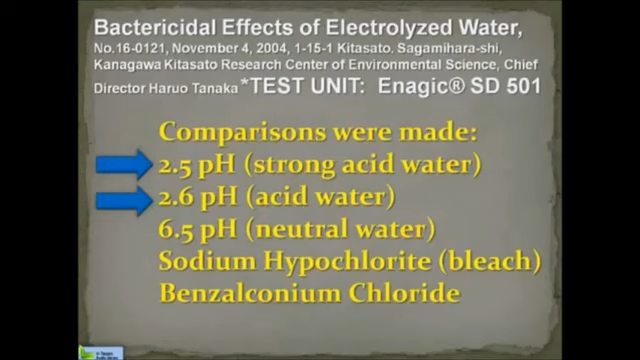 Bactericidal Effects of Electrolyzed Water,
No.16-0121, November 4, 2004, 1-15-1 Kitasato. Sagamihara-shi,
Kanagawa Kitasato Research Center of Environmental Science, Chief
Director Haruo Tanaka *TEST UNIT: Enagic® SD 501
Comparisons were made:
2.5 pH (strong acid water)
2.6 pH (acid water)
6.5 pH (neutral water)
Sodium Hypochlorite (bleach)
Benzalconium Chloride